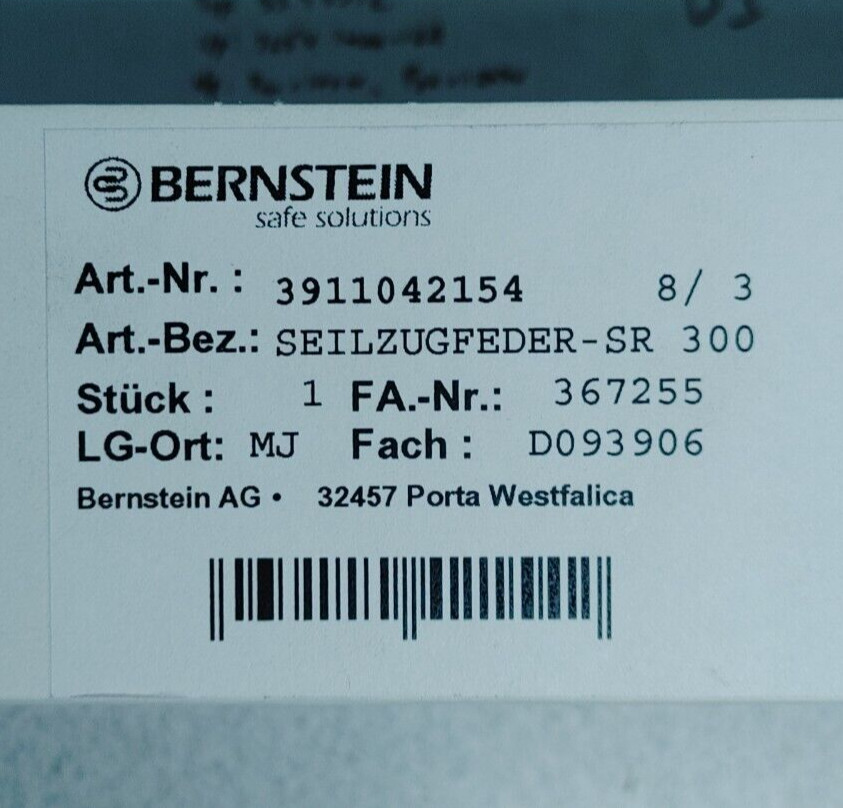 BERNSTEIN
safe solutions
Art.-Nr. : 3911042154 8/ 3
Art.-Bez.: SEILZUGFEDER-SR 300
Stück : 1 FA.-Nr.: 367255
LG-Ort: MJ Fach : D093906
Bernstein AG • 32457 Porta Westfalica